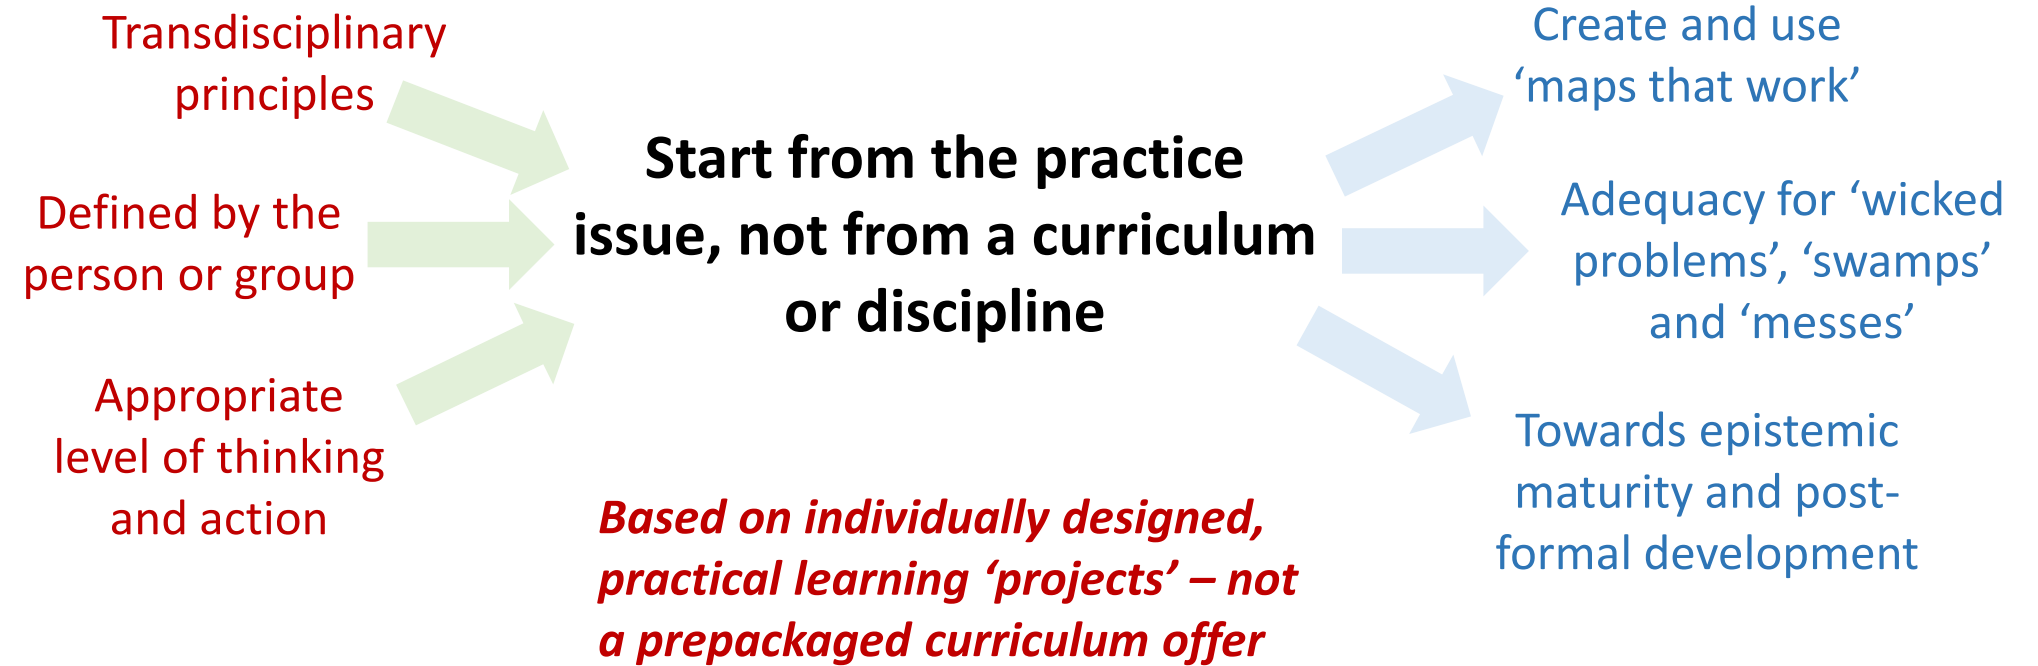 Transdisciplinary
principles
Defined by the
person or group
Appropriate
level of thinking
and action
Start from the practice
issue, not from a curriculum
or discipline
Based on individually designed,
practical learning ‘projects’ – not
a prepackaged curriculum offer
Create and use
‘maps that work’
Adequacy for ‘wicked
problems’, ‘swamps’
and ‘messes’
Towards epistemic
maturity and post-
formal development